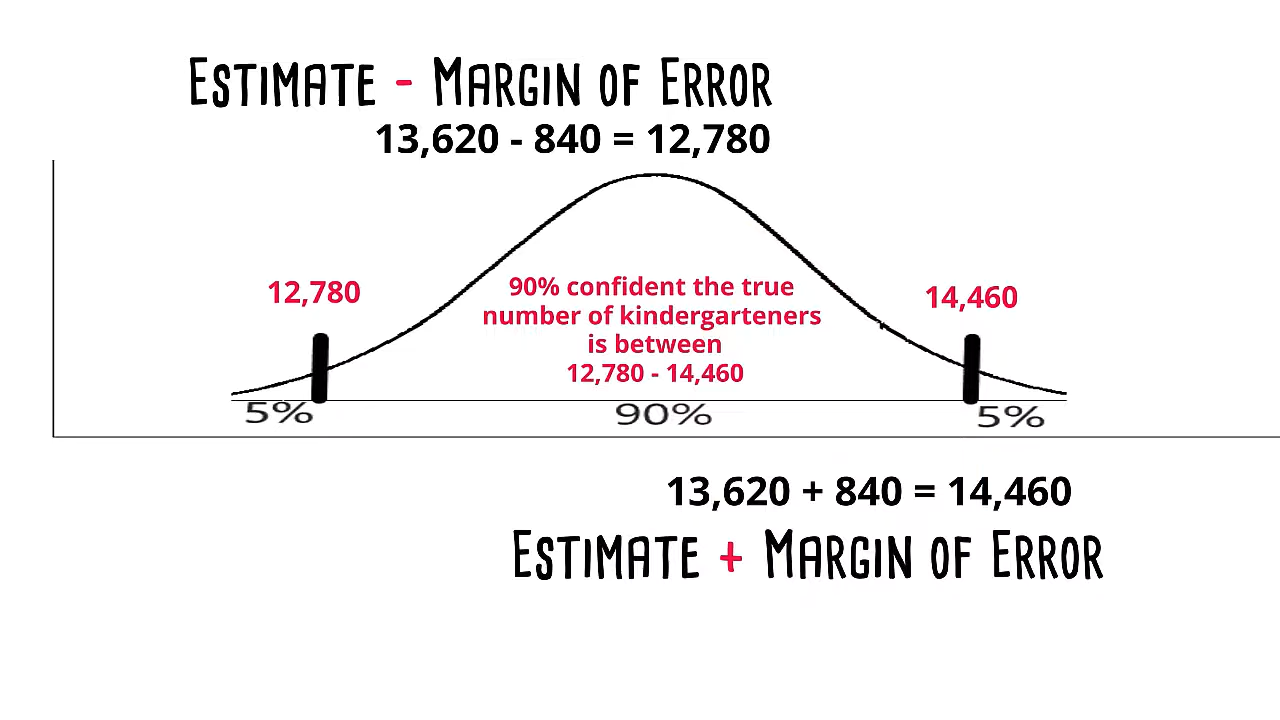 ESTIMATE - MARGIN OF ERROR
13,620 - 840 = 12,780
12,780
90% confident the true
number of kindergarteners
is between
12,780 - 14,460
14,460
5%
90%
5%
13,620 + 840 = 14,460
ESTIMATE + MARGIN OF ERROR